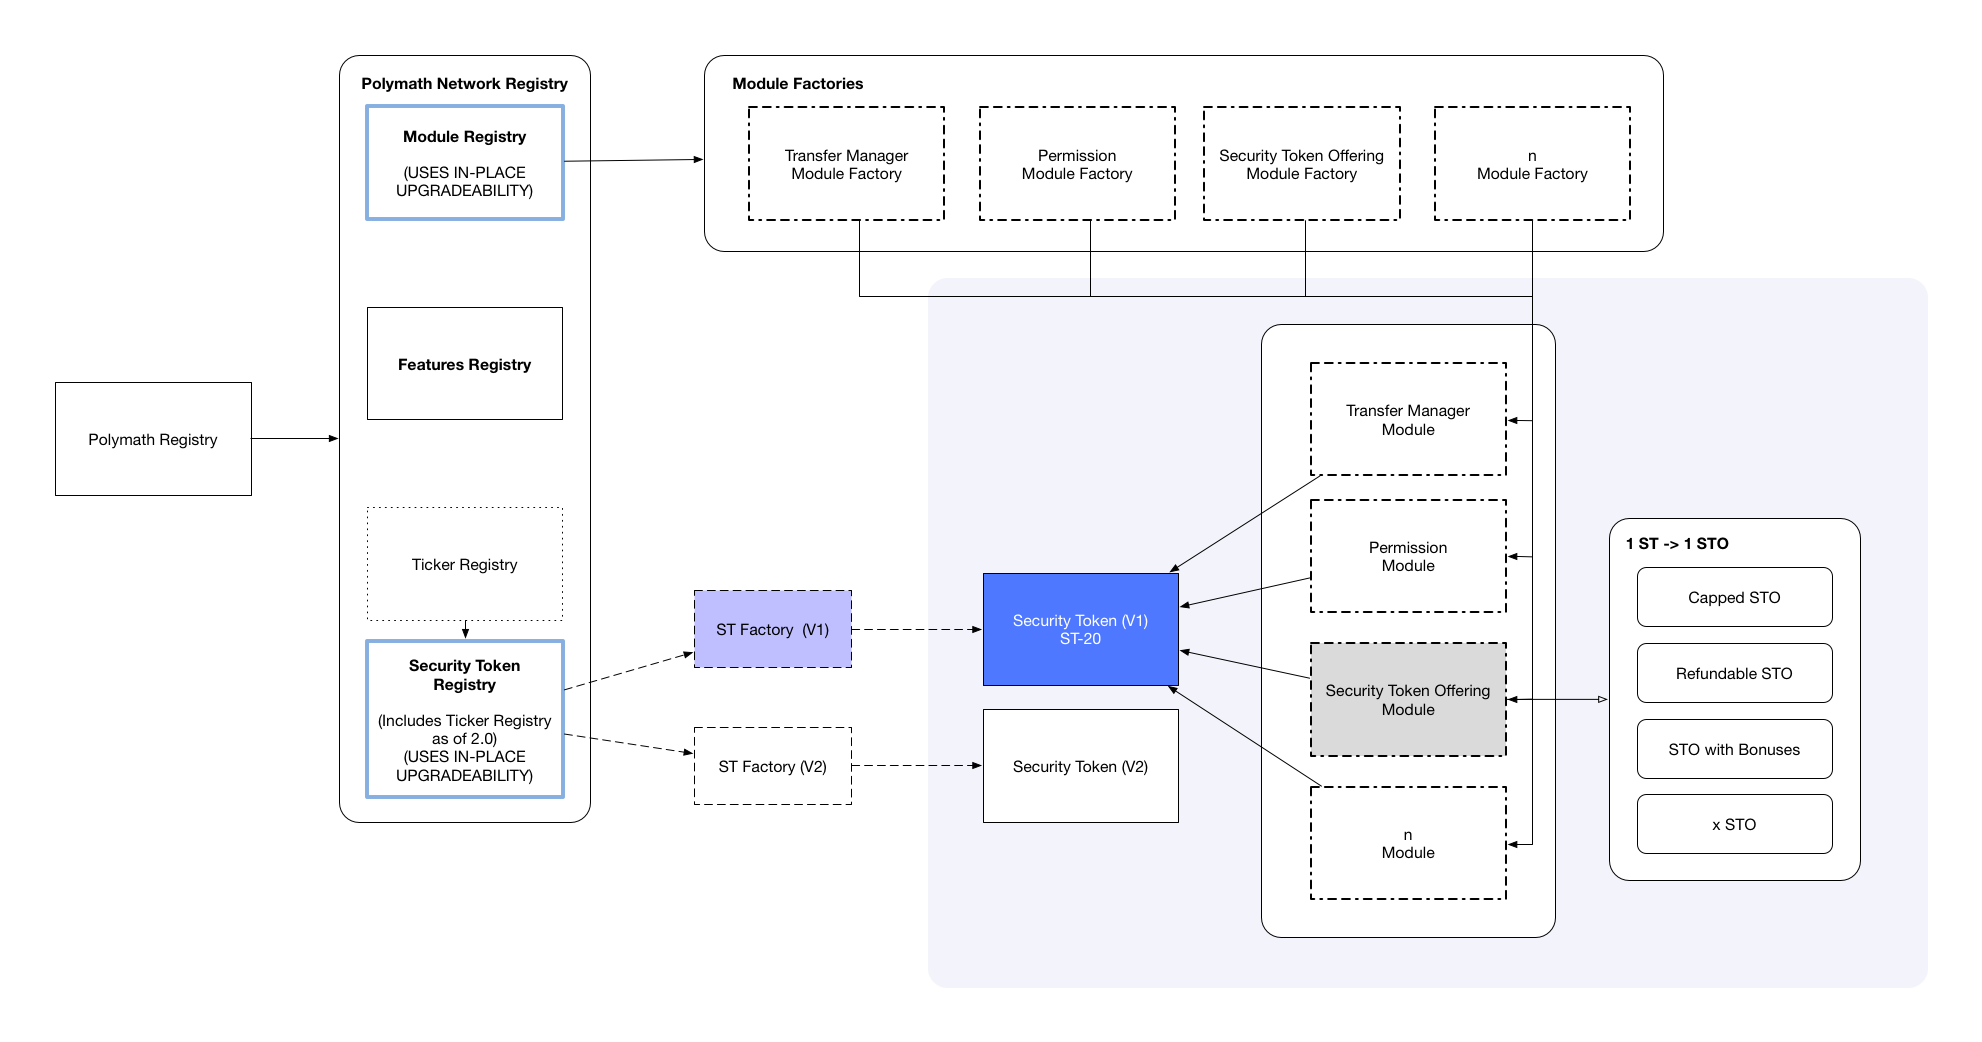 Polymath Registry
Polymath Network Registry
Module Registry
(USES IN-PLACE
UPGRADEABILITY)
Features Registry
Ticker Registry
Security Token
Registry
(Includes Ticker Registry
as of 2.0)
(USES IN-PLACE
UPGRADEABILITY)
Module Factories
Transfer Manager
Module Factory
Permission
Module Factory
Security Token Offering
Module Factory
n
Module Factory
ST Factory  (V1)
ST Factory (V2)
Security Token (V1)
ST-20
Security Token (V2)
Transfer Manager
Module
Permission
Module
Security Token Offering
Module
n
Module
1 ST -> 1 STO
Capped STO
Refundable STO
STO with Bonuses
x STO